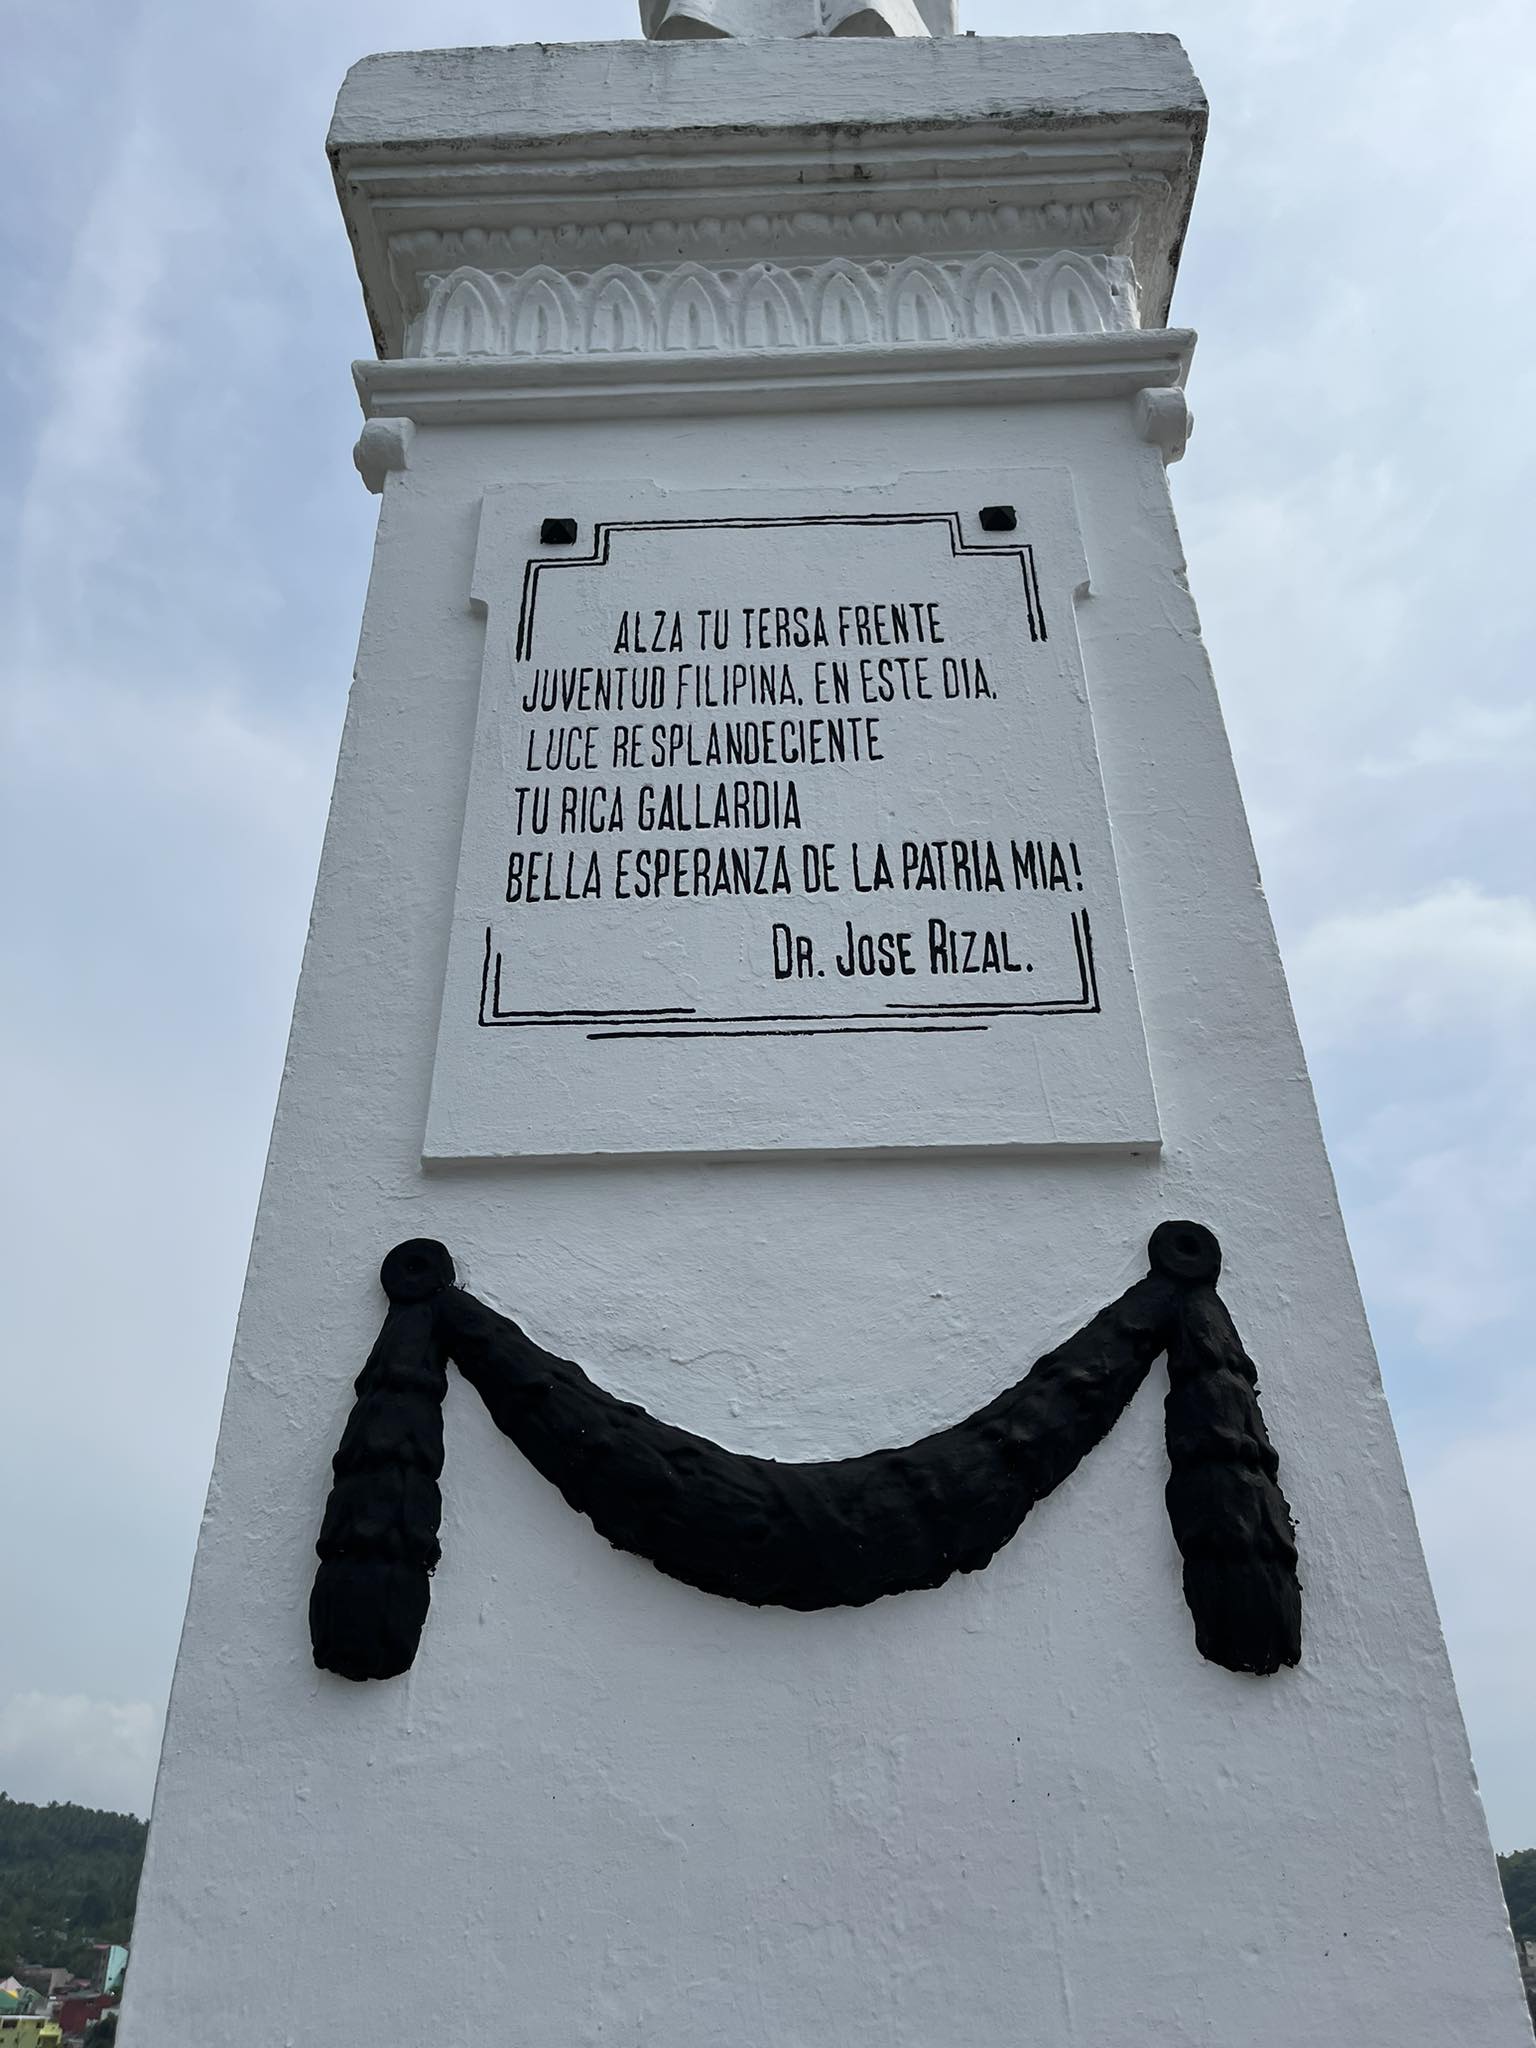 ALZA TU TERSA FRENTE
JUVENTUD FILIPINA. EN ESTE DIA.
LUCE RESPLANDECIENTE
TU RICA GALLARDIA
BELLA ESPERANZA DE LA PATRIA MIA!
DR. JOSE RIZAL.